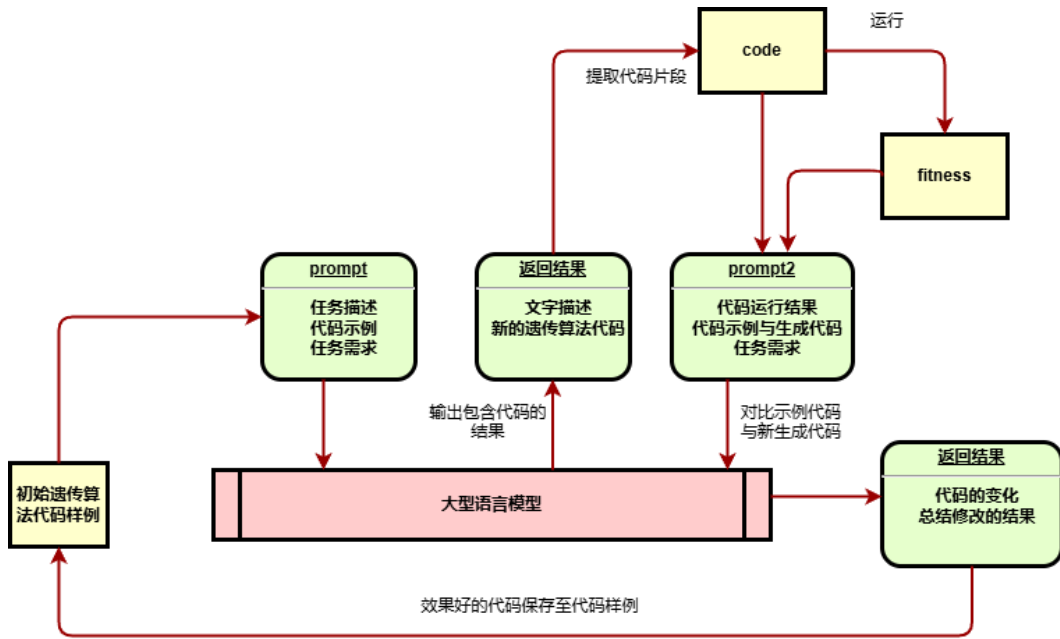 运行
code
提取代码片段
fitness
prompt
任务描述
代码示例
任务需求
返回结果
文字描述
新的遗传算法代码
prompt2
代码运行结果
代码示例与生成代码
任务需求
输出包含代码的
结果
对比示例代码
与新生成代码
初始遗传算
法代码样例
大型语言模型
返回结果
代码的变化
总结修改的结果
效果好的代码保存至代码样例